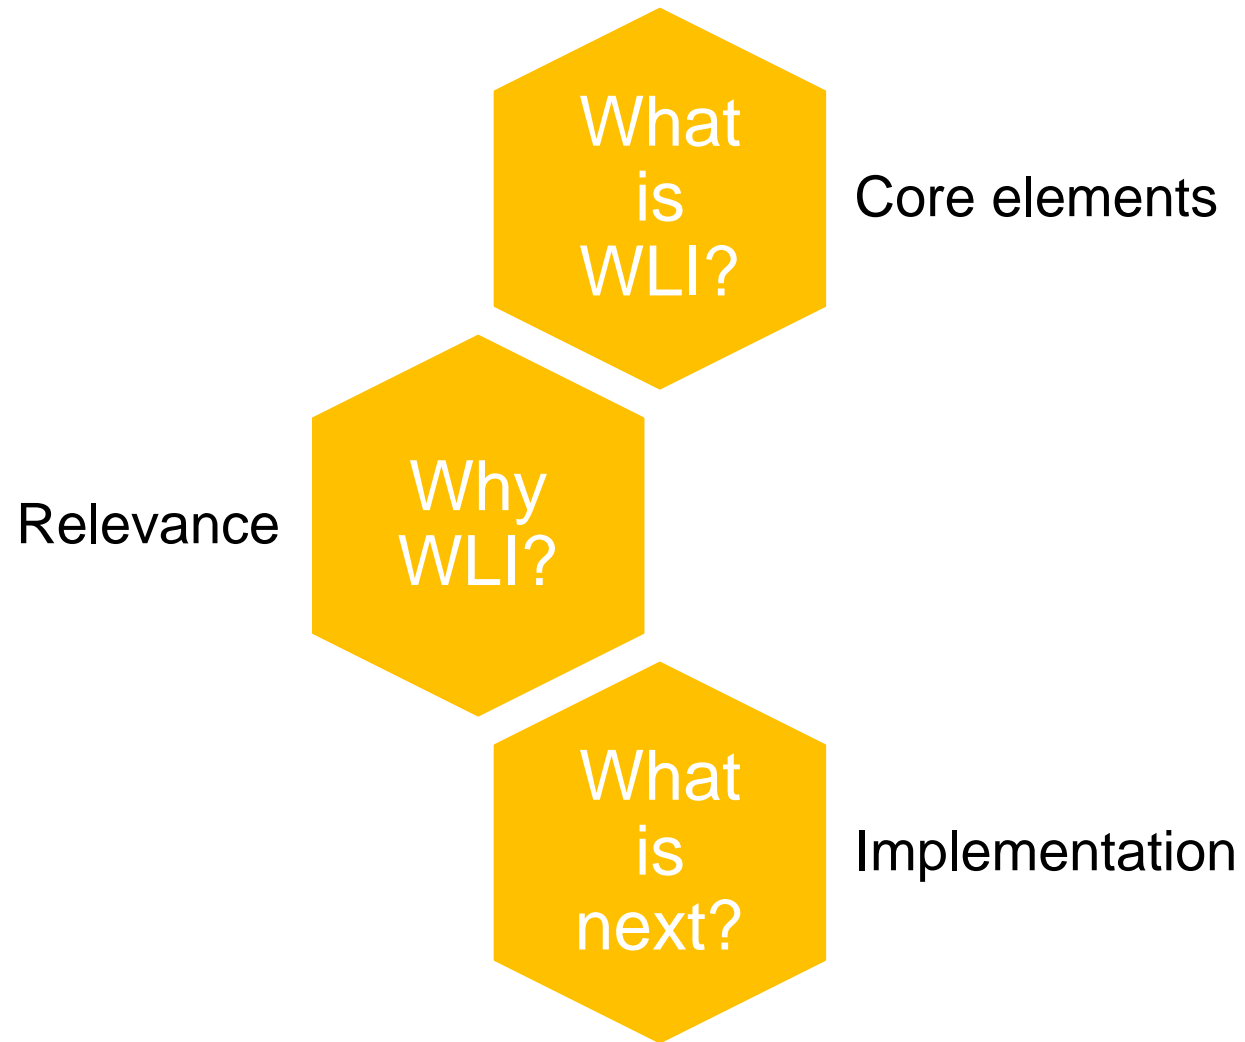 What
is
WLI?
Core elements
Relevance
Why
WLI?
What
is
next?
Implementation